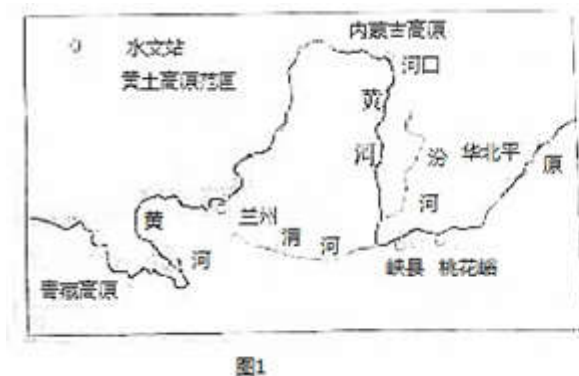 内蒙古高原
水文站
河口
黄土高原范围
黄
河
汾
华北平
原
河
兰州
黄
渭
河
河
峡县
桃花峪
青藏高原
图1